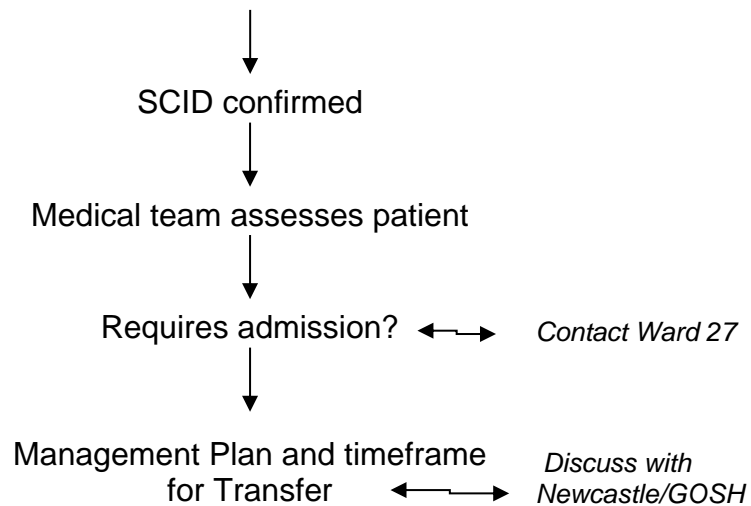 SCID confirmed
Medical team assesses patient
Requires admission?
Contact Ward 27
Management Plan and timeframe
for Transfer
Discuss with
Newcastle/GOSH